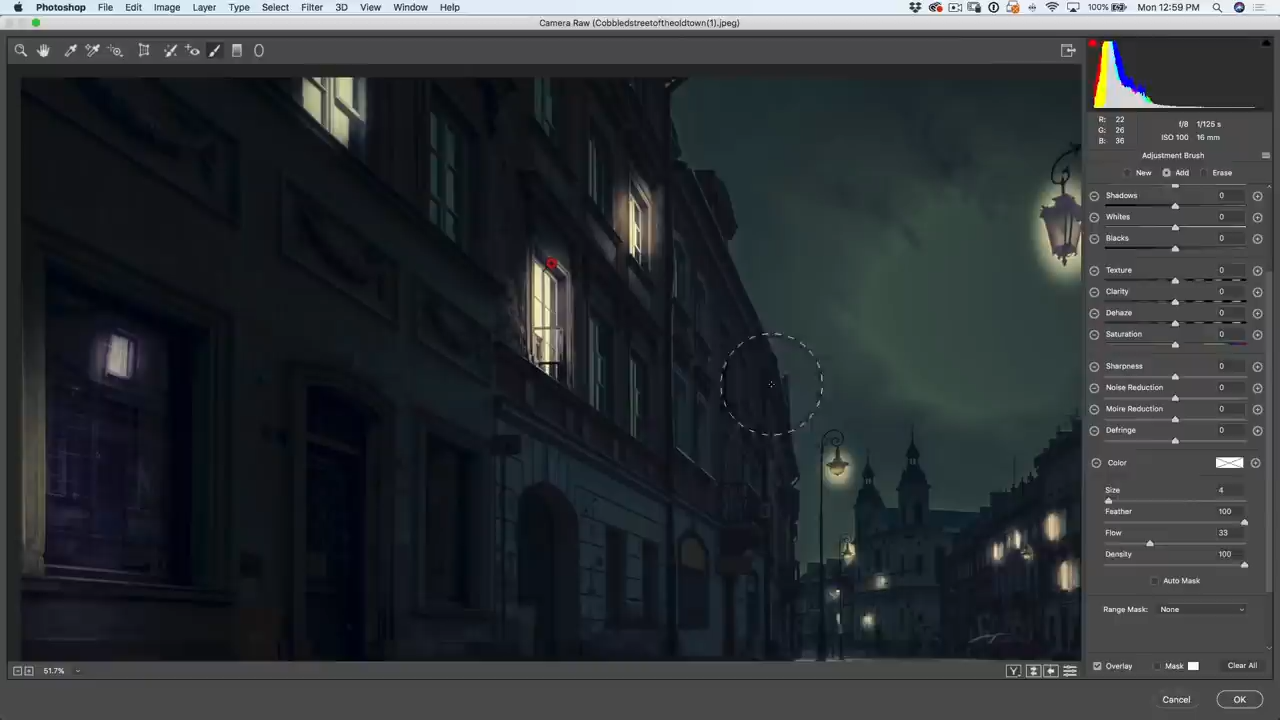 Photoshop File Edit Image Layer Type Select Filter 3D View Window Help 100% Mon 12:59 PM
Camera Raw (Cobbledstreetoftheoldtown(1).jpeg)
R: 22
G: 26
B: 36
f/8 1/125 s
ISO 100 16 mm
Adjustment Brush
New Add Erase
Shadows 0
Whites 0
Blacks 0
Texture 0
Clarity 0
Dehaze 0
Saturation 0
Sharpness 0
Noise Reduction 0
Moire Reduction 0
Defringe 0
Color
Size 4
Feather 100
Flow 33
Density 100
Auto Mask
Range Mask: None
51.7% Y Overlay Mask Clear All
Cancel OK